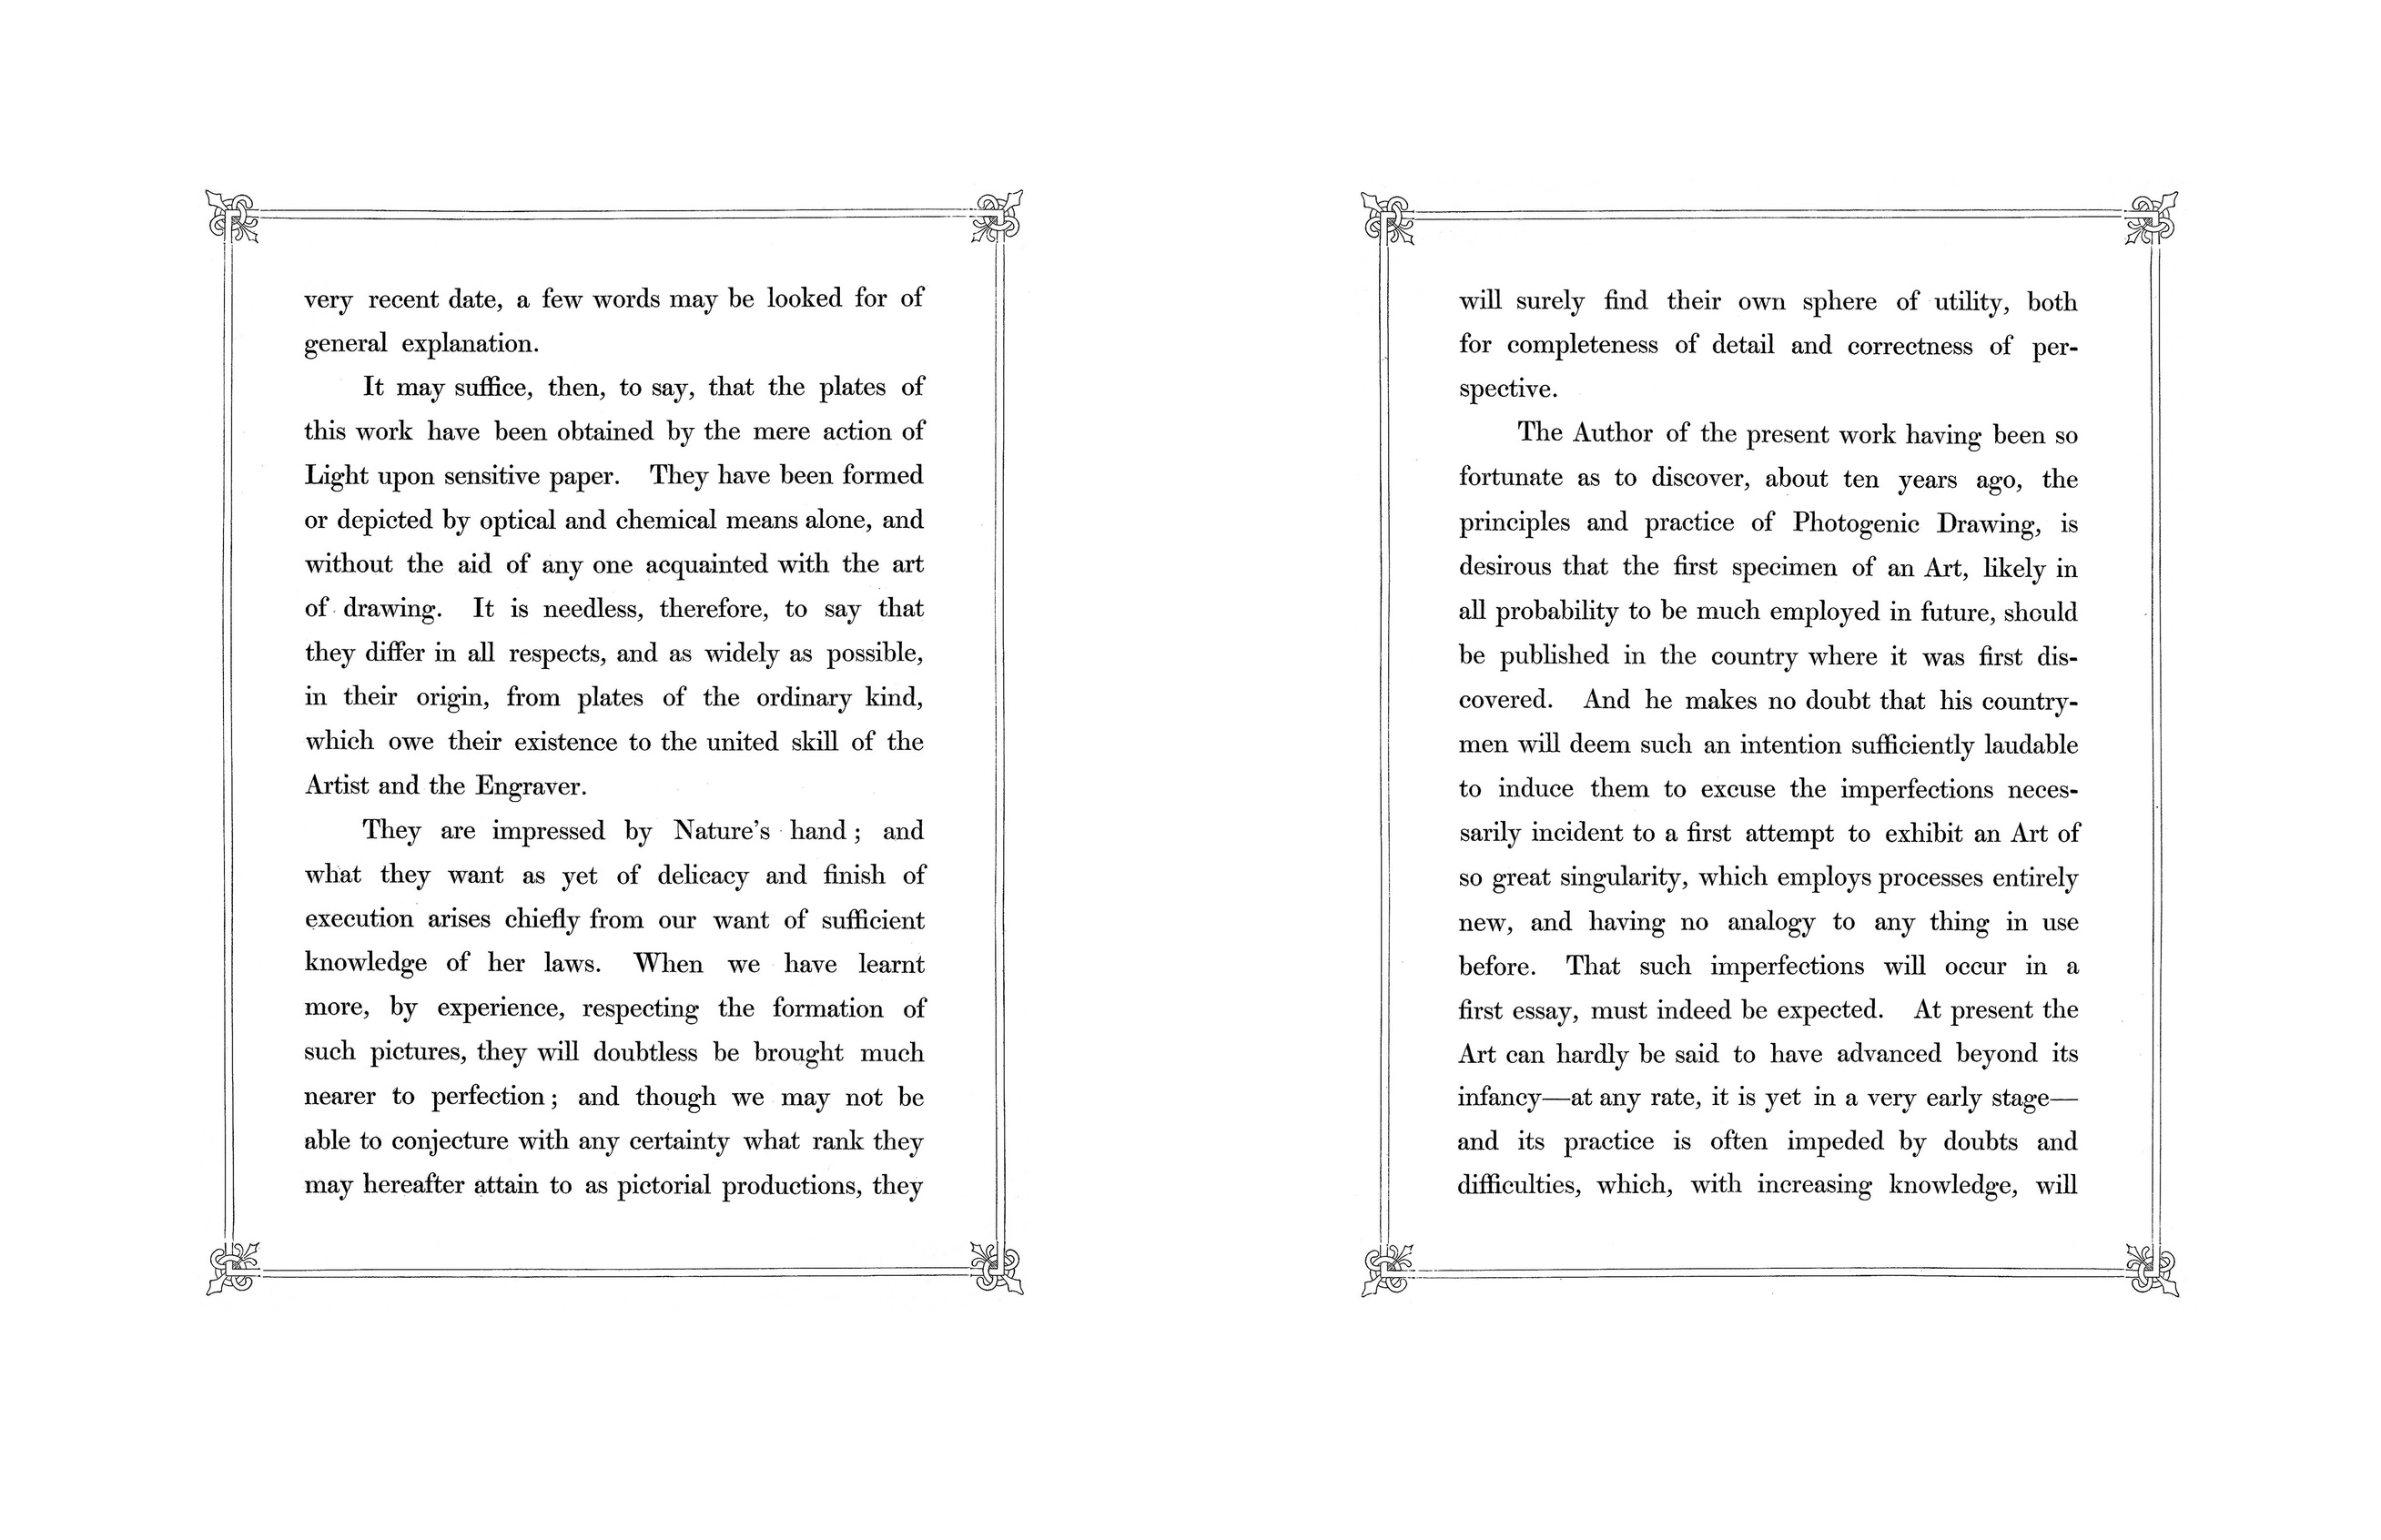 very recent date, a few words may be looked for of
general explanation.
It may suffice, then, to say, that the plates of
this work have been obtained by the mere action of
Light upon sensitive paper. They have been formed
or depicted by optical and chemical means alone, and
without the aid of any one acquainted with the art
of drawing. It is needless, therefore, to say that
they differ in all respects, and as widely as possible,
in their origin, from plates of the ordinary kind,
which owe their existence to the united skill of the
Artist and the Engraver.
They are impressed by Nature's hand; and
what they want as yet of delicacy and finish of
execution arises chiefly from our want of sufficient
knowledge of her laws. When we have learnt
more, by experience, respecting the formation of
such pictures, they will doubtless be brought much
nearer to perfection; and though we may not be
able to conjecture with any certainty what rank they
may hereafter attain to as pictorial productions, they
will surely find their own sphere of utility, both
for completeness of detail and correctness of per-
spective.
The Author of the present work having been so
fortunate as to discover, about ten years ago, the
principles and practice of Photogenic Drawing, is
desirous that the first specimen of an Art, likely in
all probability to be much employed in future, should
be published in the country where it was first dis-
covered. And he makes no doubt that his country-
men will deem such an intention sufficiently laudable
to induce them to excuse the imperfections neces-
sarily incident to a first attempt to exhibit an Art of
so great singularity, which employs processes entirely
new, and having no analogy to any thing in use
before. That such imperfections will occur in a
first essay, must indeed be expected. At present the
Art can hardly be said to have advanced beyond its
infancy—at any rate, it is yet in a very early stage—
and its practice is often impeded by doubts and
difficulties, which, with increasing knowledge, will